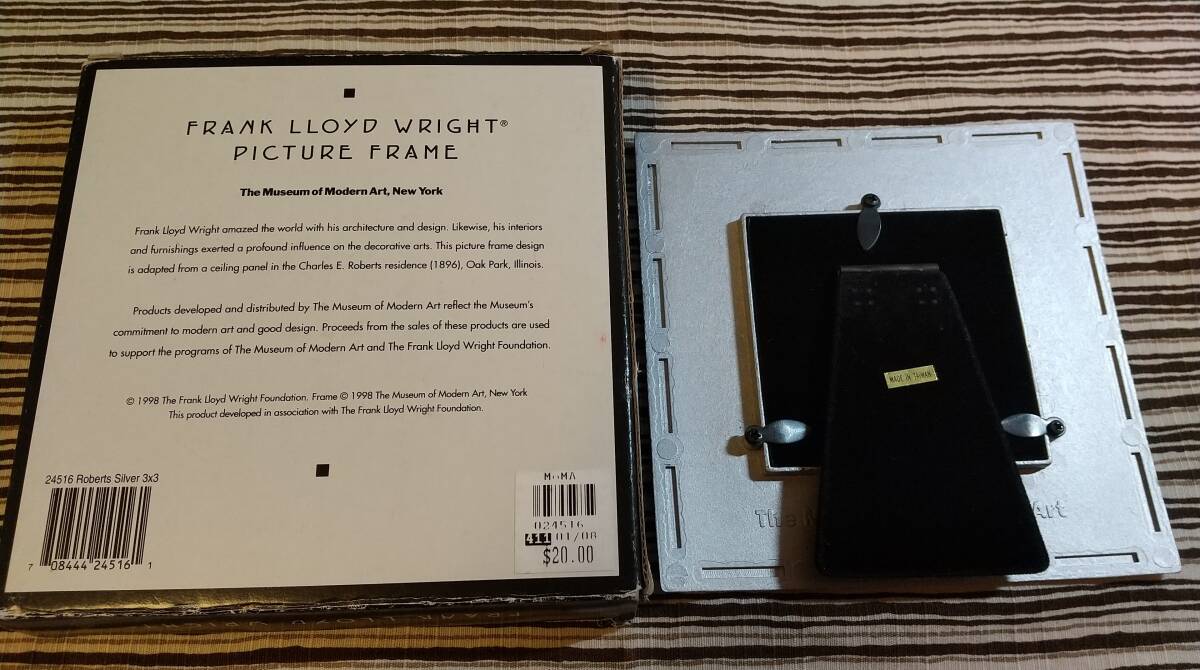 FRANK LLOYD WRIGHT®
PICTURE FRAME
The Museum of Modern Art, New York
Frank Lloyd Wright amazed the world with his architecture and design. Likewise, his interiors
and furnishings exerted a profound influence on the decorative arts. This picture frame design
is adapted from a ceiling panel in the Charles E. Roberts residence (1896), Oak Park, Illinois.
Products developed and distributed by The Museum of Modern Art reflect the Museum's
commitment to modern art and good design. Proceeds from the sales of these products are used
to support the programs of The Museum of Modern Art and The Frank Lloyd Wright Foundation.
© 1998 The Frank Lloyd Wright Foundation. Frame © 1998 The Museum of Modern Art, New York
This product developed in association with The Frank Lloyd Wright Foundation.
24516 Roberts Silver 3x3
7 08444 24516 1
MoMA
024516
411 01/08
$20.00
FRANK LLOYD WRIGHT
MADE IN TAIWAN
The M
Art